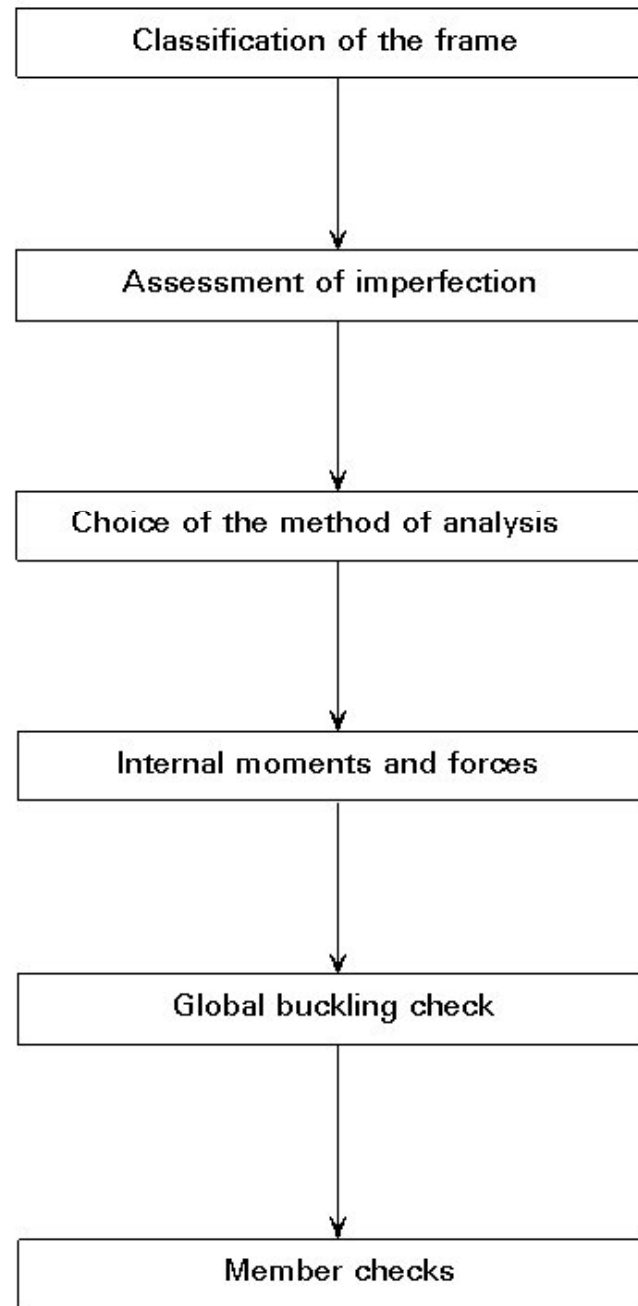 Classification of the frame
Assessment of imperfection
Choice of the method of analysis
Internal moments and forces
Global buckling check
Member checks